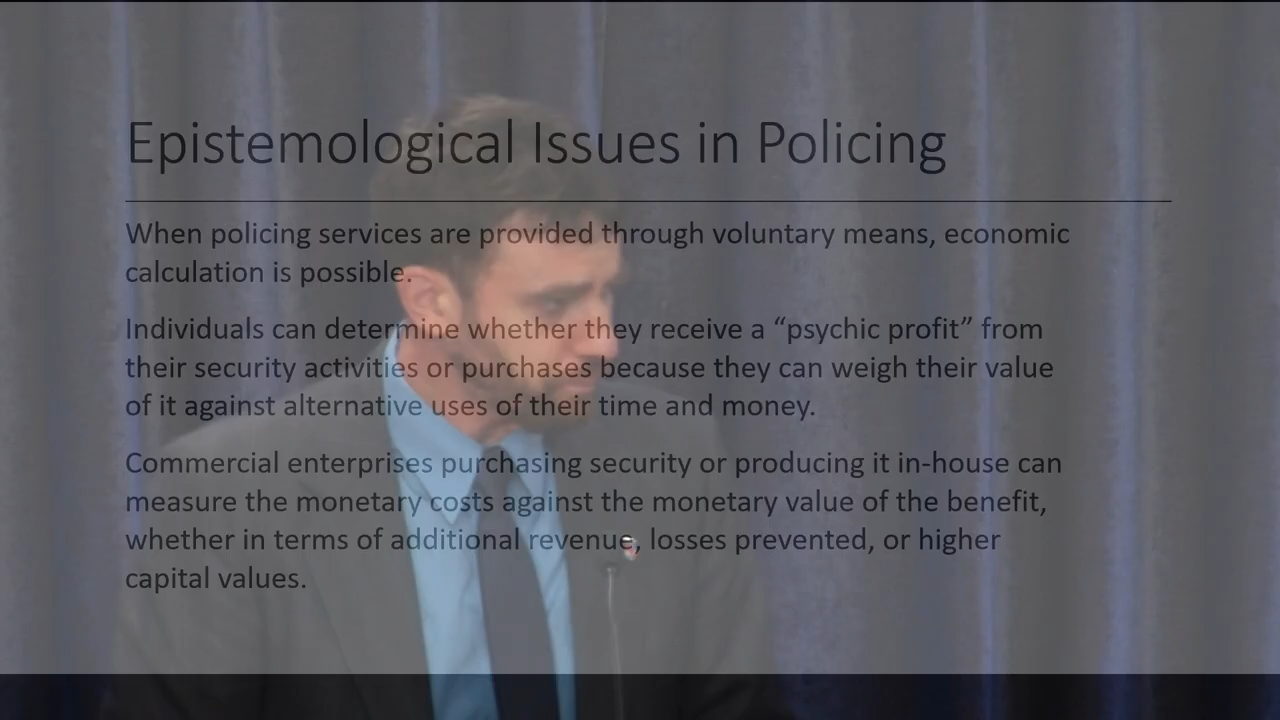 Epistemological Issues in Policing
When policing services are provided through voluntary means, economic
calculation is possible.
Individuals can determine whether they receive a “psychic profit” from
their security activities or purchases because they can weigh their value
of it against alternative uses of their time and money.
Commercial enterprises purchasing security or producing it in-house can
measure the monetary costs against the monetary value of the benefit,
whether in terms of additional revenue, losses prevented, or higher
capital values.